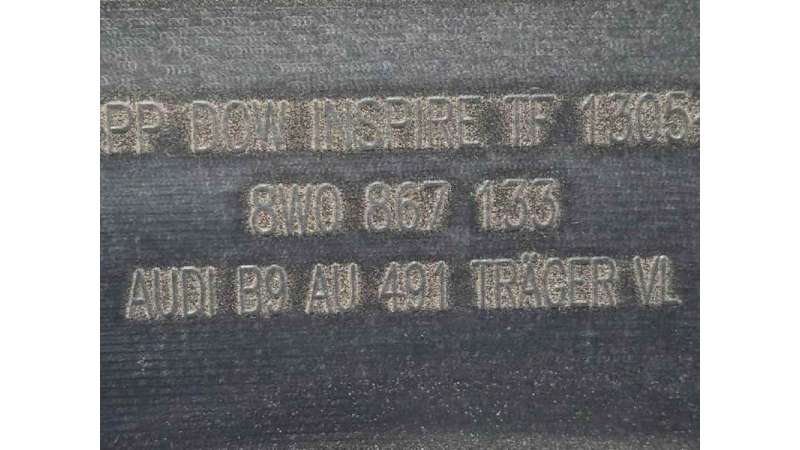 >PP DOW INSPIRE TF 1305<
8W0 867 133
AUDI B9 AU 491 TRÄGER VL